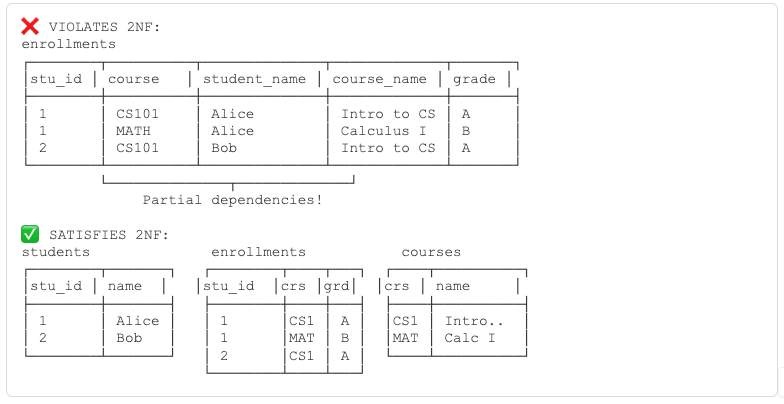 ❌ VIOLATES 2NF:
enrollments
stu_id course student_name course_name grade
1 CS101 Alice Intro to CS A
1 MATH Alice Calculus I B
2 CS101 Bob Intro to CS A
Partial dependencies!
✅ SATISFIES 2NF:
students enrollments courses
stu_id name stu_id crs grd crs name
1 Alice 1 CS1 A CS1 Intro..
2 Bob 1 MAT B MAT Calc I
2 CS1 A